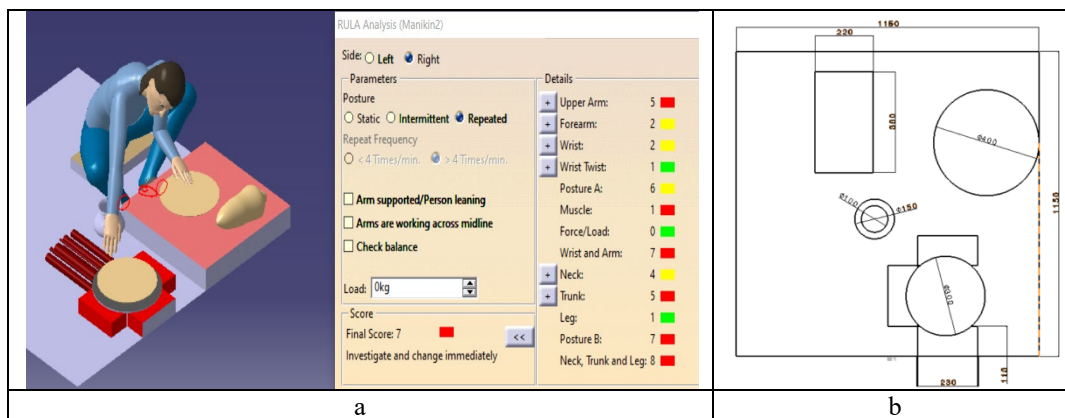 RULA Analysis (Manikin2)
Side: Left Right
Parameters
Posture
Static Intermittent Repeated
Repeat Frequency
< 4 Times/min. > 4 Times/min.
Arm supported/Person leaning
Arms are working across midline
Check balance
Load: 0kg
Score
Final Score: 7
<<
Investigate and change immediately
Details
+ Upper Arm: 5
+ Forearm: 2
+ Wrist: 2
+ Wrist Twist: 1
Posture A: 6
Muscle: 1
Force/Load: 0
Wrist and Arm: 7
+ Neck: 4
+ Trunk: 5
Leg: 1
Posture B: 7
Neck, Trunk and Leg: 8
1150
220
Ø400
1150
Ø100
Ø150
Ø300
110
230
a
b